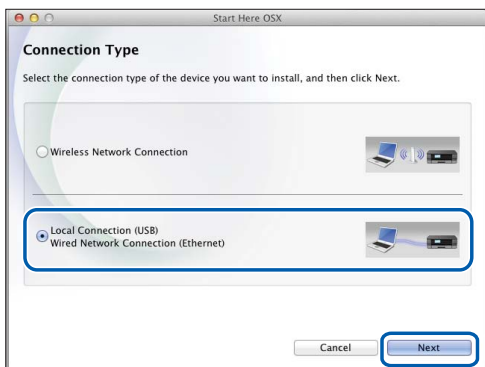 Start Here OSX
Connection Type
Select the connection type of the device you want to install, and then click Next.
Wireless Network Connection
Local Connection (USB)
Wired Network Connection (Ethernet)
Cancel
Next